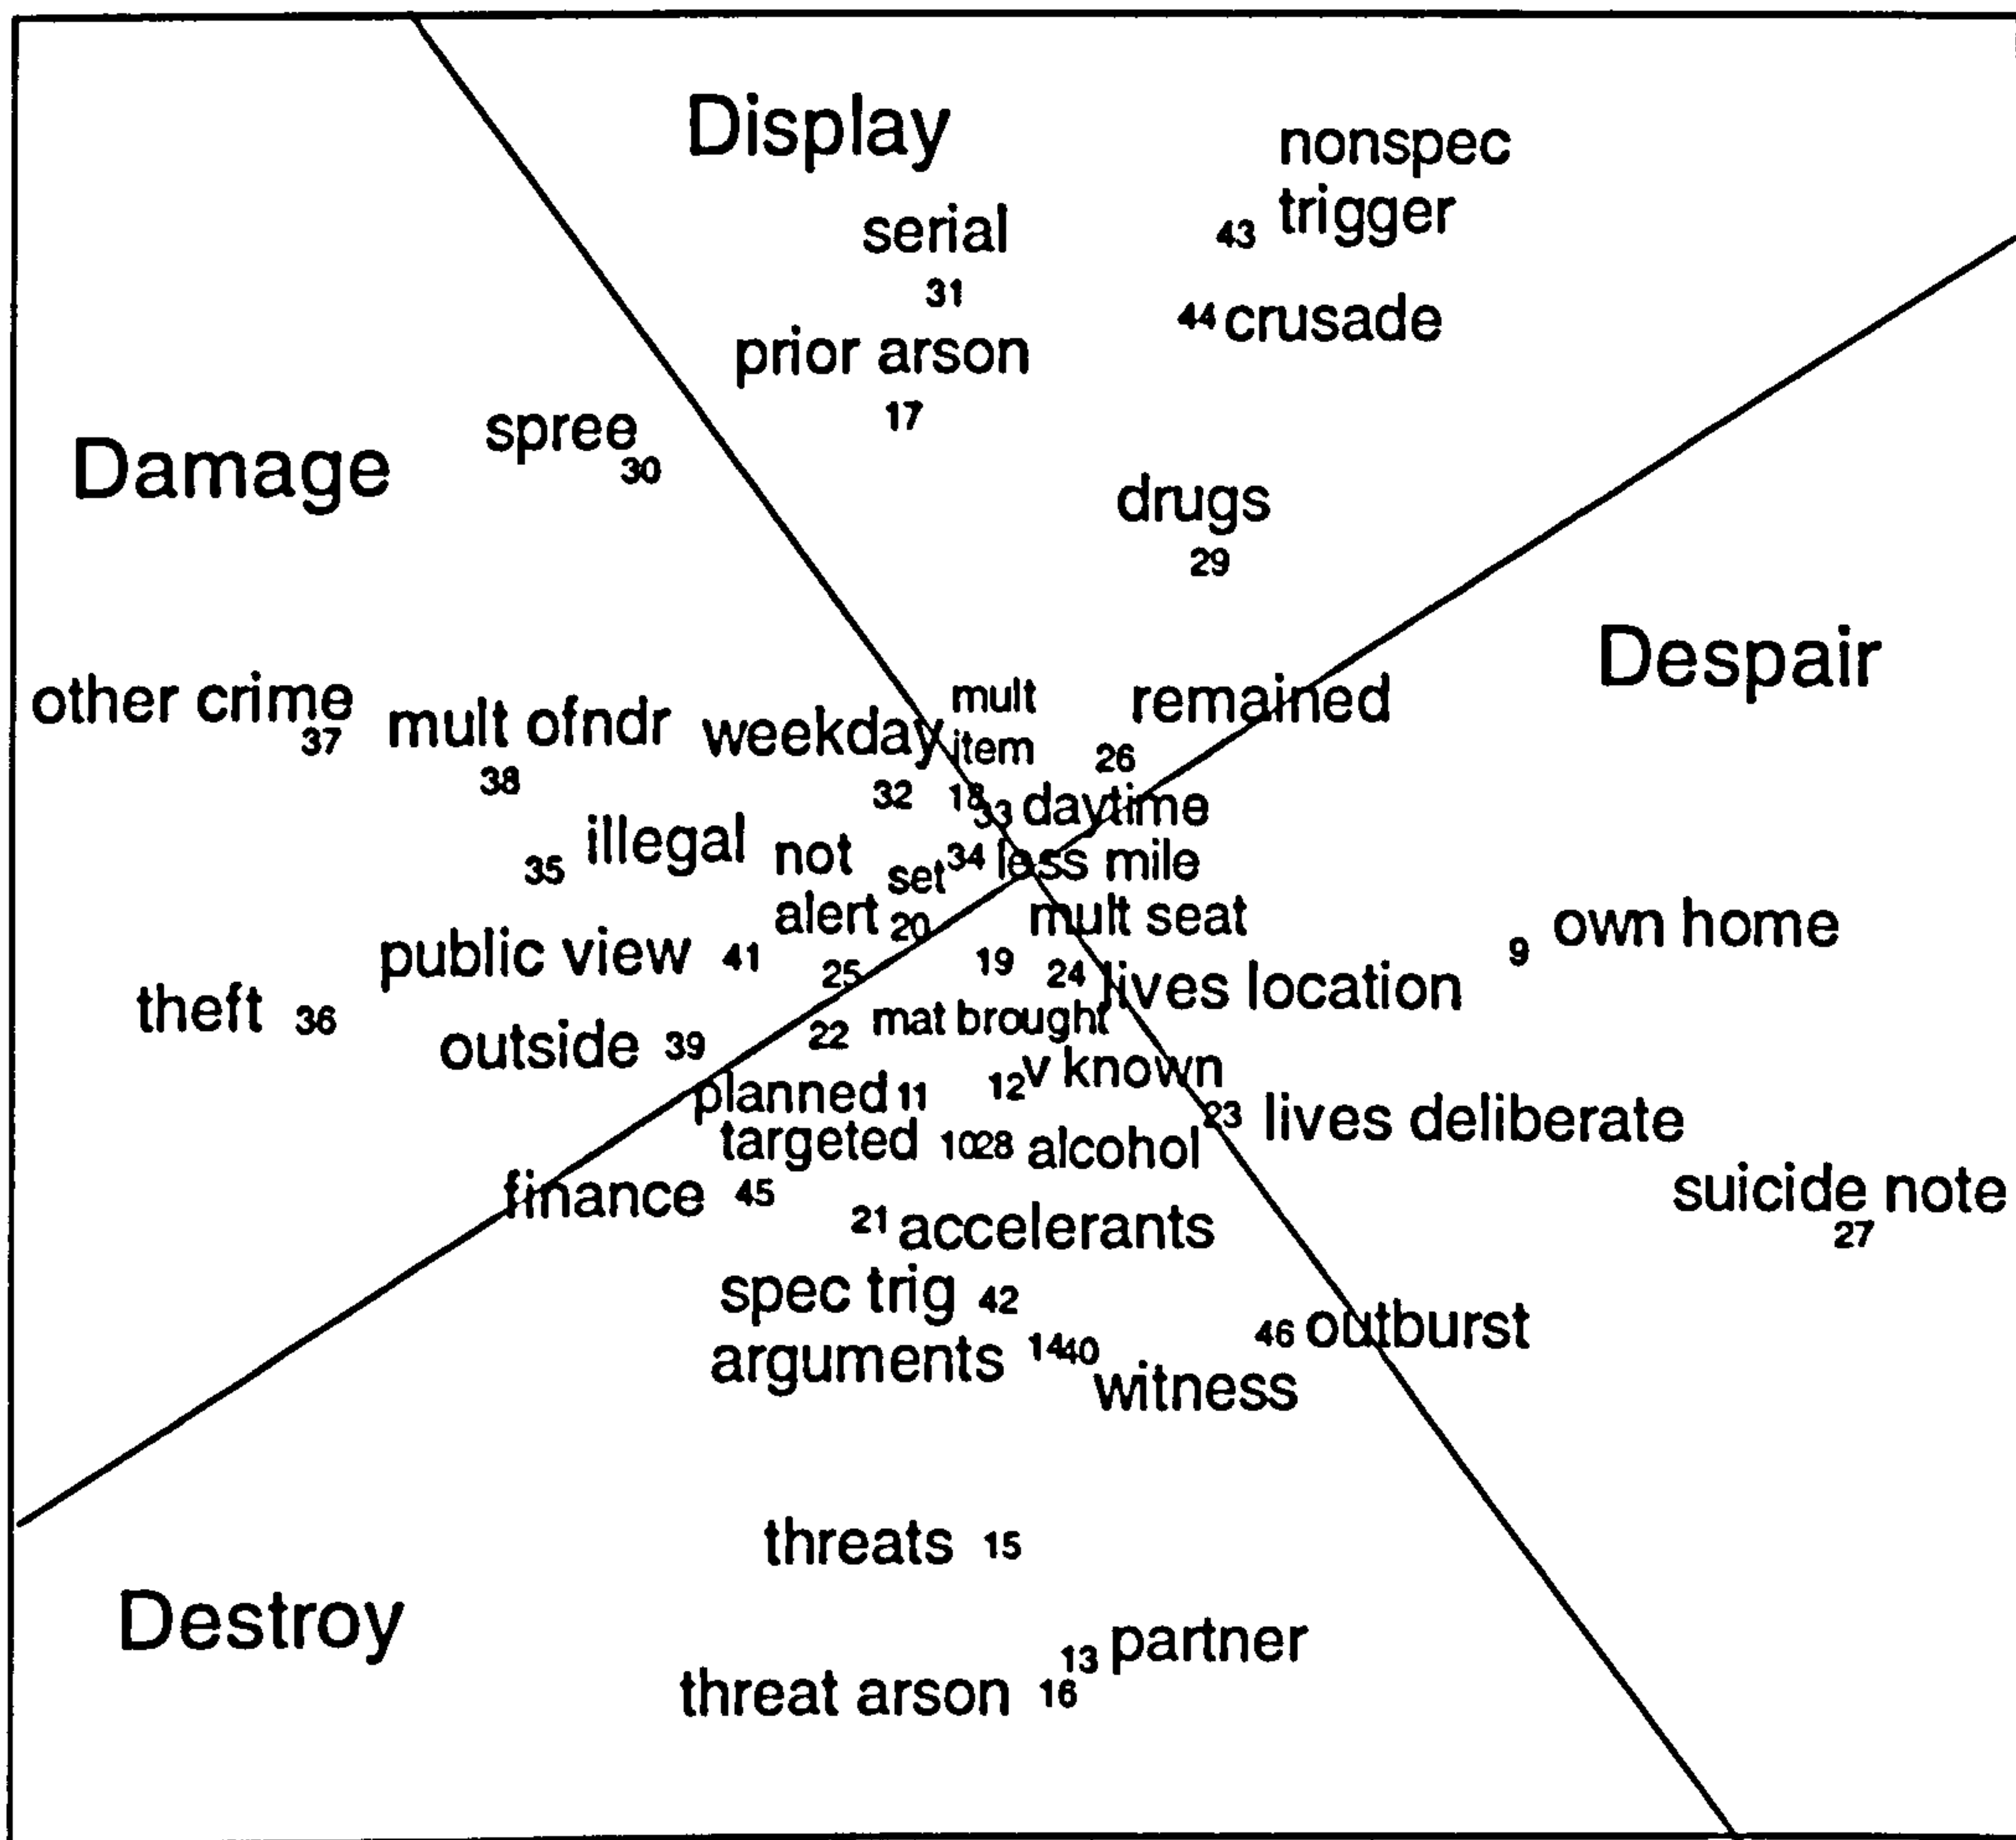 Display
nonspec
trigger
43
serial
31
44 crusade
prior arson
17
spree
30
Damage
drugs
29
Despair
other crime
37
mult ofndr
38
weekday
32
mult
item
18
remained
26
33 daytime
illegal
35
not
alert
25
set
20
34 less mile
mult seat
19
24 lives location
9 own home
public view 41
theft 36
outside 39
22 mat brought
planned 11
12 v known
23 lives deliberate
targeted 10
28 alcohol
suicide note
27
finance 45
21 accelerants
spec trig 42
46 outburst
arguments 14
40
witness
threats 15
Destroy
13 partner
threat arson 16